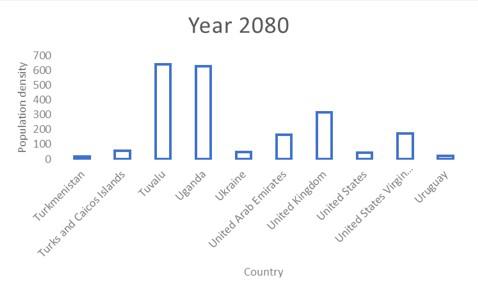 Year 2080
Population density
700
600
500
400
300
200
100
0
Turkmenistan
Turks and Caicos Islands
Tuvalu
Uganda
Ukraine
United Arab Emirates
United Kingdom
United States
United States Virgin...
Uruguay
Country